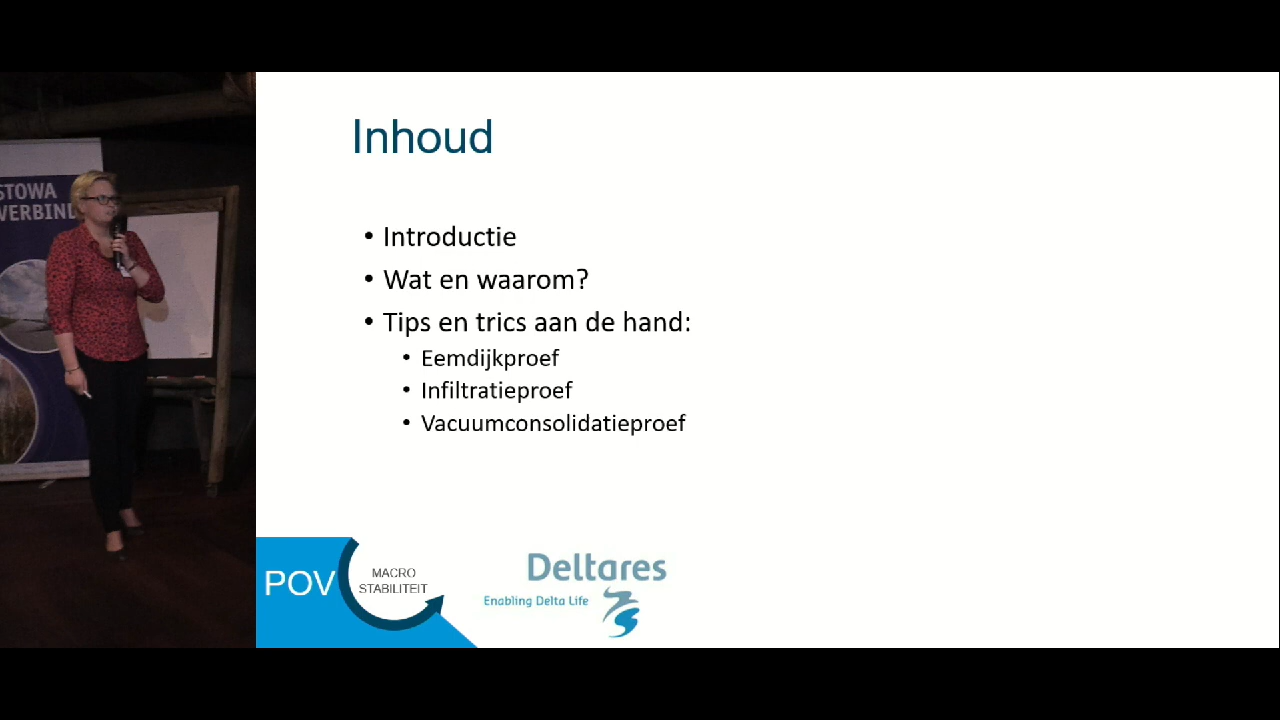 Inhoud
• Introductie
• Wat en waarom?
• Tips en trics aan de hand:
• Eemdijkproef
• Infiltratieproef
• Vacuumconsolidatieproef
POV
MACRO
STABILITEIT
Deltares
Enabling Delta Life
STOWA
VERBIN